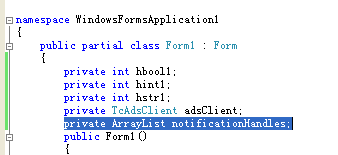 namespace WindowsFormsApplication1
{
public partial class Form1 : Form
{
private int hbool1;
private int hint1;
private int hstr1;
private TcAdsClient adsClient;
private ArrayList notificationHandles;
public Form1()
{